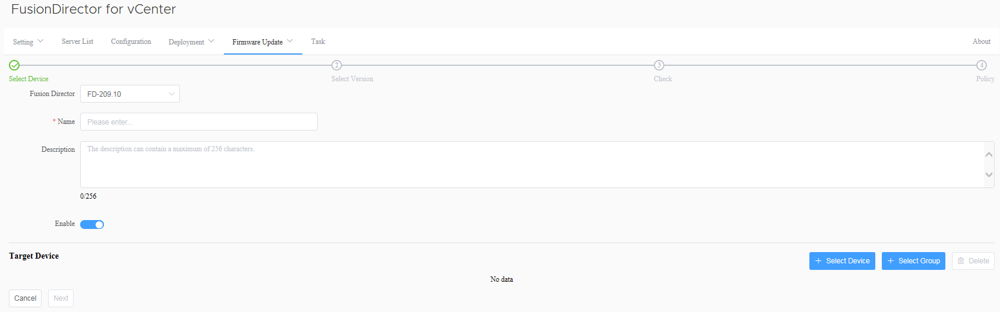 FusionDirector for vCenter
Setting Server List Configuration Deployment Firmware Update Task About
2 3 4
Select Device Select Version Check Policy
Fusion Director FD-209.10
* Name Please enter...
Description The description can contain a maximum of 256 characters.
0/256
Enable
Target Device + Select Device + Select Group Delete
No data
Cancel Next